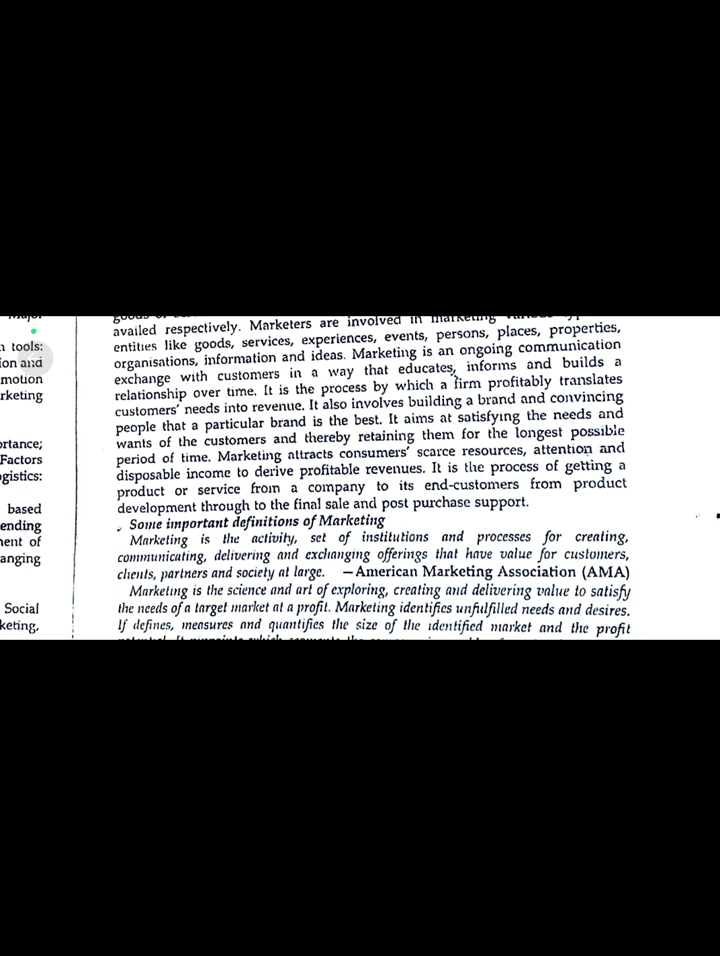 Major
n tools:
ion and
motion
rketing
ortance;
Factors
ogistics:
based
ending
nent of
anging
Social
keting,
availed respectively. Marketers are involved in marketing various
entities like goods, services, experiences, events, persons, places, properties,
organisations, information and ideas. Marketing is an ongoing communication
exchange with customers in a way that educates, informs and builds a
relationship over time. It is the process by which a firm profitably translates
customers' needs into revenue. It also involves building a brand and convincing
people that a particular brand is the best. It aims at satisfying the needs and
wants of the customers and thereby retaining them for the longest possible
period of time. Marketing attracts consumers' scarce resources, attention and
disposable income to derive profitable revenues. It is the process of getting a
product or service from a company to its end-customers from product
development through to the final sale and post purchase support.
Some important definitions of Marketing
Marketing is the activity, set of institutions and processes for creating,
communicating, delivering and exchanging offerings that have value for customers,
clients, partners and society at large. —American Marketing Association (AMA)
Marketing is the science and art of exploring, creating and delivering value to satisfy
the needs of a target market at a profit. Marketing identifies unfulfilled needs and desires.
If defines, measures and quantifies the size of the identified market and the profit